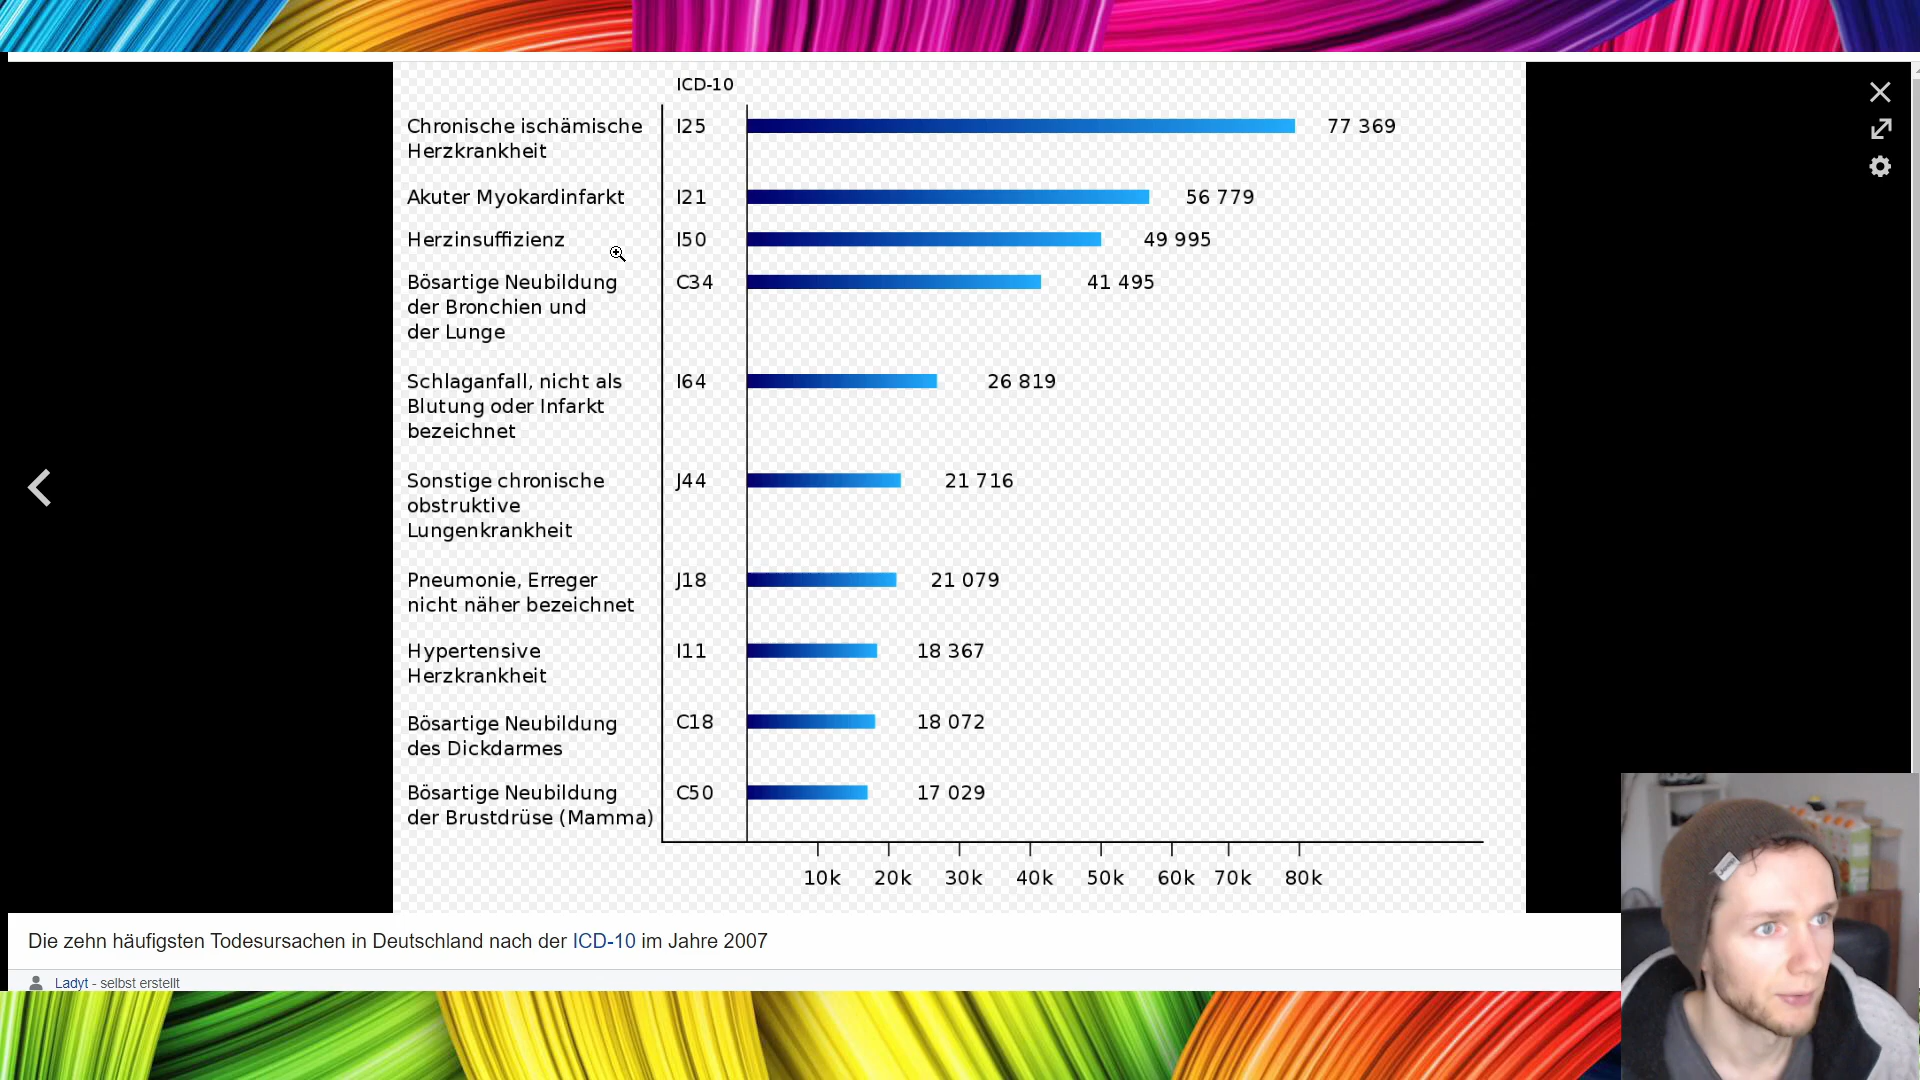 ICD-10
Chronische ischämische
Herzkrankheit
I25
77 369
Akuter Myokardinfarkt
I21
56 779
Herzinsuffizienz
I50
49 995
Bösartige Neubildung
der Bronchien und
der Lunge
C34
41 495
Schlaganfall, nicht als
Blutung oder Infarkt
bezeichnet
I64
26 819
Sonstige chronische
obstruktive
Lungenkrankheit
J44
21 716
Pneumonie, Erreger
nicht näher bezeichnet
J18
21 079
Hypertensive
Herzkrankheit
I11
18 367
Bösartige Neubildung
des Dickdarmes
C18
18 072
Bösartige Neubildung
der Brustdrüse (Mamma)
C50
17 029
10k 20k 30k 40k 50k 60k 70k 80k
Die zehn häufigsten Todesursachen in Deutschland nach der ICD-10 im Jahre 2007
Ladyt - selbst erstellt